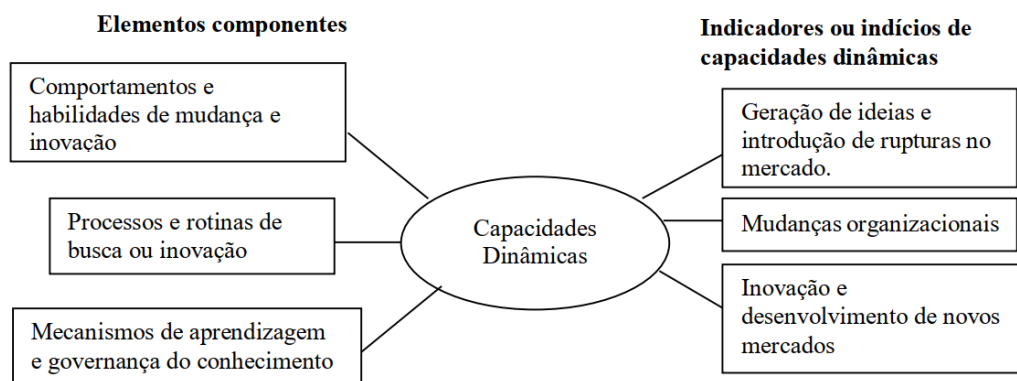 Elementos componentes
Comportamentos e
habilidades de mudança e
inovação
Processos e rotinas de
busca ou inovação
Mecanismos de aprendizagem
e governança do conhecimento
Capacidades
Dinâmicas
Indicadores ou indícios de
capacidades dinâmicas
Geração de ideias e
introdução de rupturas no
mercado.
Mudanças organizacionais
Inovação e
desenvolvimento de novos
mercados